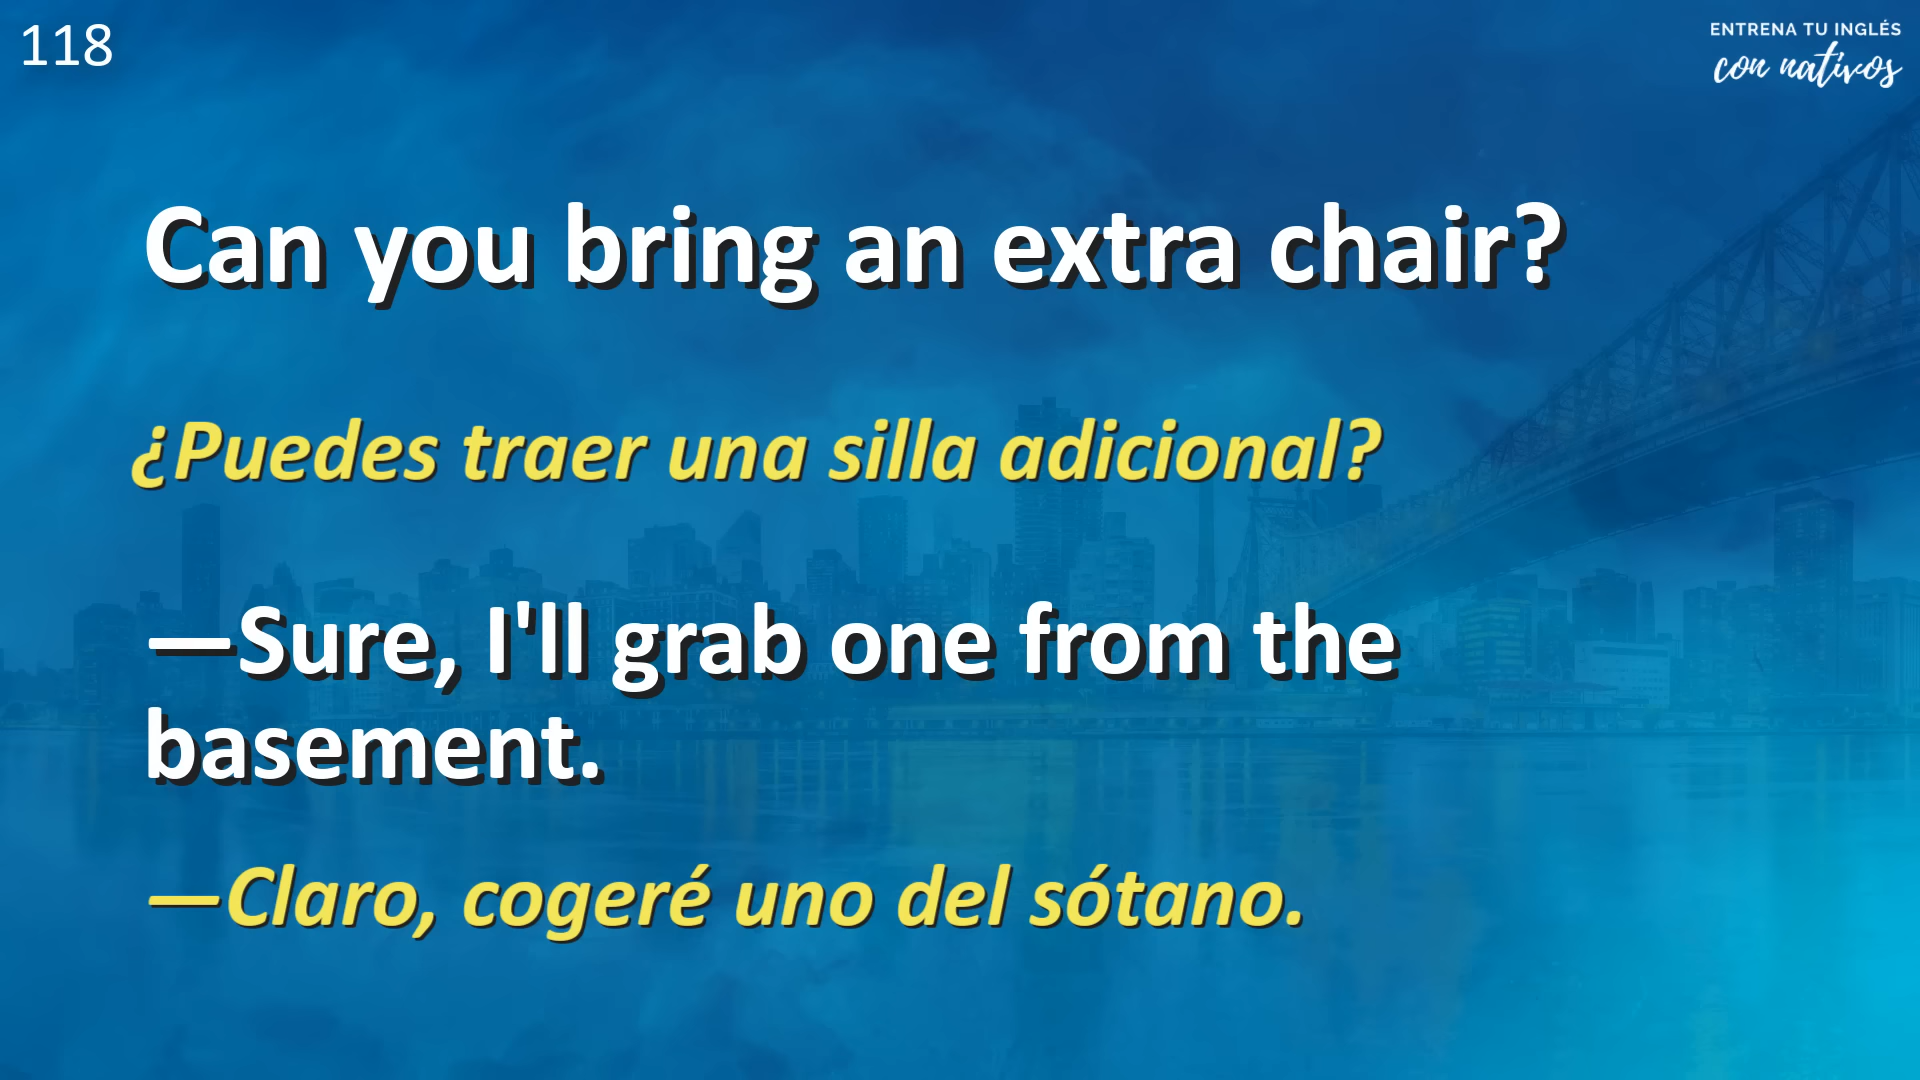 118
ENTRENA TU INGLÉS
con nativos
Can you bring an extra chair?
¿Puedes traer una silla adicional?
—Sure, I'll grab one from the
basement.
—Claro, cogeré uno del sótano.